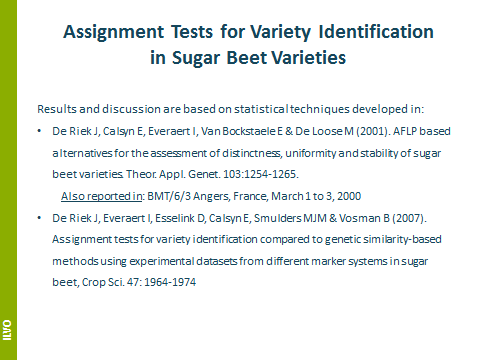 Assignment Tests for Variety Identification
in Sugar Beet Varieties
Results and discussion are based on statistical techniques developed in:
• De Riek J, Calsyn E, Everaert I, Van Bockstaele E & De Loose M (2001). AFLP based
alternatives for the assessment of distinctness, uniformity and stability of sugar
beet varieties. Theor. Appl. Genet. 103:1254-1265.
Also reported in: BMT/6/3 Angers, France, March 1 to 3, 2000
• De Riek J, Everaert I, Esselink D, Calsyn E, Smulders MJM & Vosman B (2007).
Assignment tests for variety identification compared to genetic similarity-based
methods using experimental datasets from different marker systems in sugar
beet, Crop Sci. 47: 1964-1974
ILVO